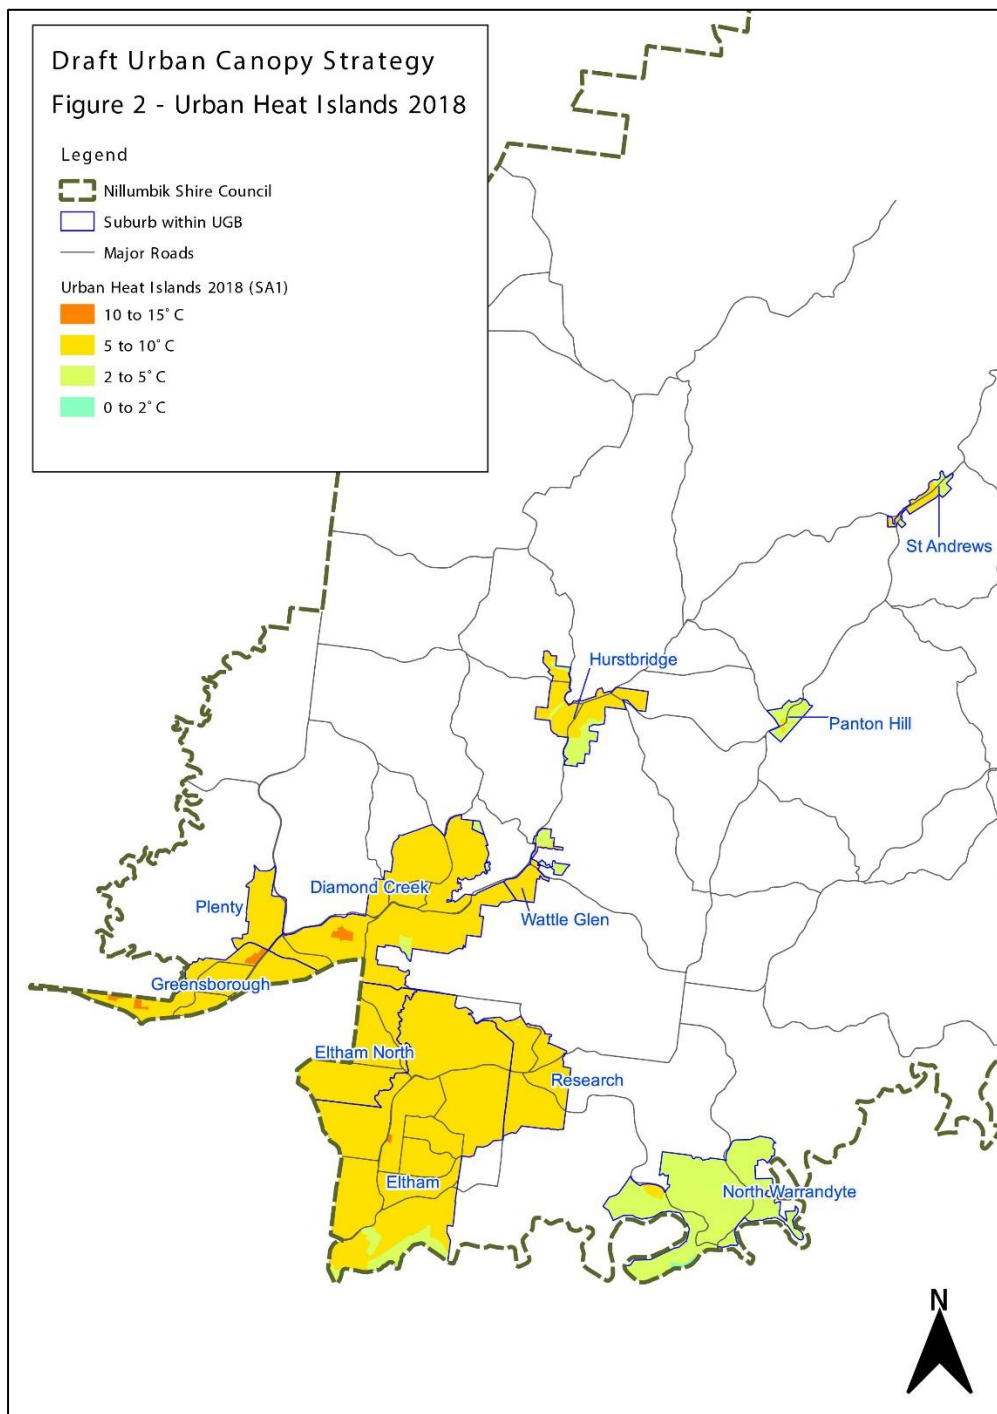 Draft Urban Canopy Strategy
Figure 2 - Urban Heat Islands 2018
Legend
Nillumbik Shire Council
Suburb within UGB
Major Roads
Urban Heat Islands 2018 (SA1)
10 to 15˚C
5 to 10˚C
2 to 5˚C
0 to 2˚C
St Andrews
Hurstbridge
Panton Hill
Diamond Creek
Plenty
Wattle Glen
Greensborough
Eltham North
Research
Eltham
North Warrandyte
N